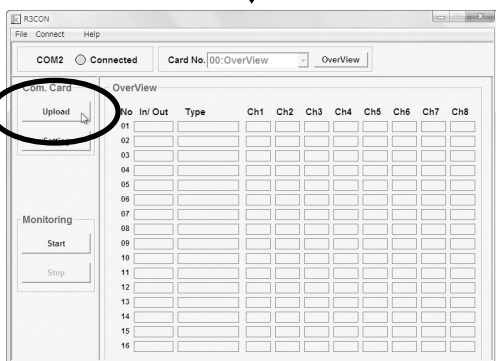 R3CON
File Connect Help
COM2 Connected Card No. 00:OverView OverView
Com. Card
Upload
Setting
Monitoring
Start
Stop
OverView
No In/ Out Type Ch1 Ch2 Ch3 Ch4 Ch5 Ch6 Ch7 Ch8
01
02
03
04
05
06
07
08
09
10
11
12
13
14
15
16